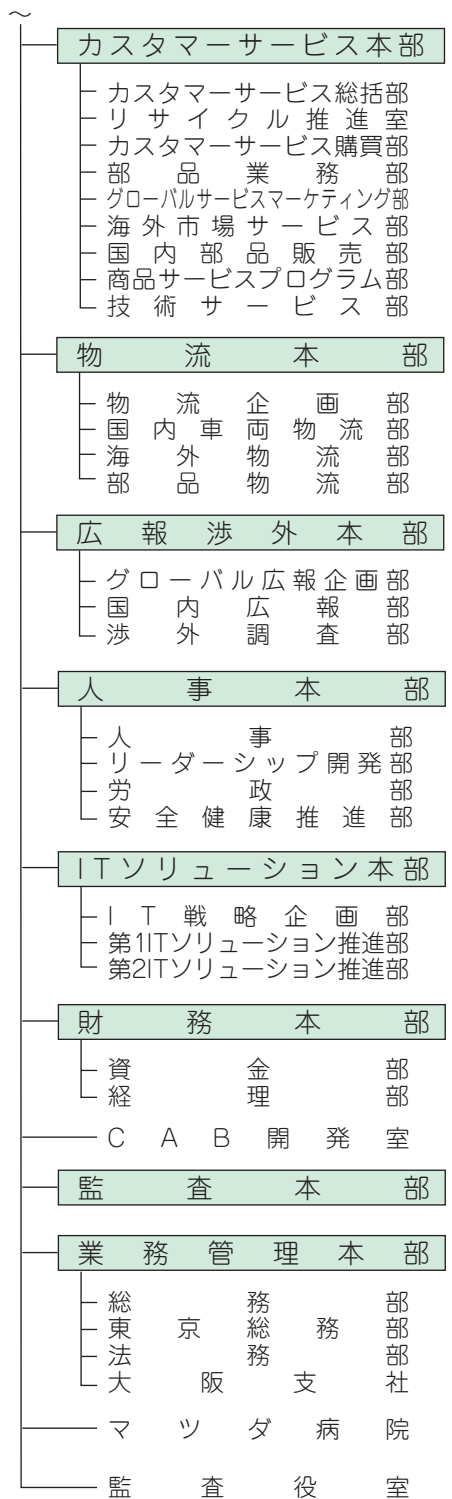 ～
カスタマーサービス本部
カスタマーサービス総括部
リサイクル推進室
カスタマーサービス購買部
部品業務部
グローバルサービスマーケティング部
海外市場サービス部
国内部品販売部
商品サービスプログラム部
技術サービス部
物流本部
物流企画部
国内車両物流部
海外物流部
部品物流部
広報渉外本部
グローバル広報企画部
国内広報部
渉外調査部
人事本部
人事部
リーダーシップ開発部
労政部
安全健康推進部
ITソリューション本部
IT戦略企画部
第1ITソリューション推進部
第2ITソリューション推進部
財務本部
資金部
経理部
CAB開発室
監査本部
業務管理本部
総務部
東京総務部
法務部
大阪支社
マツダ病院
監査役室